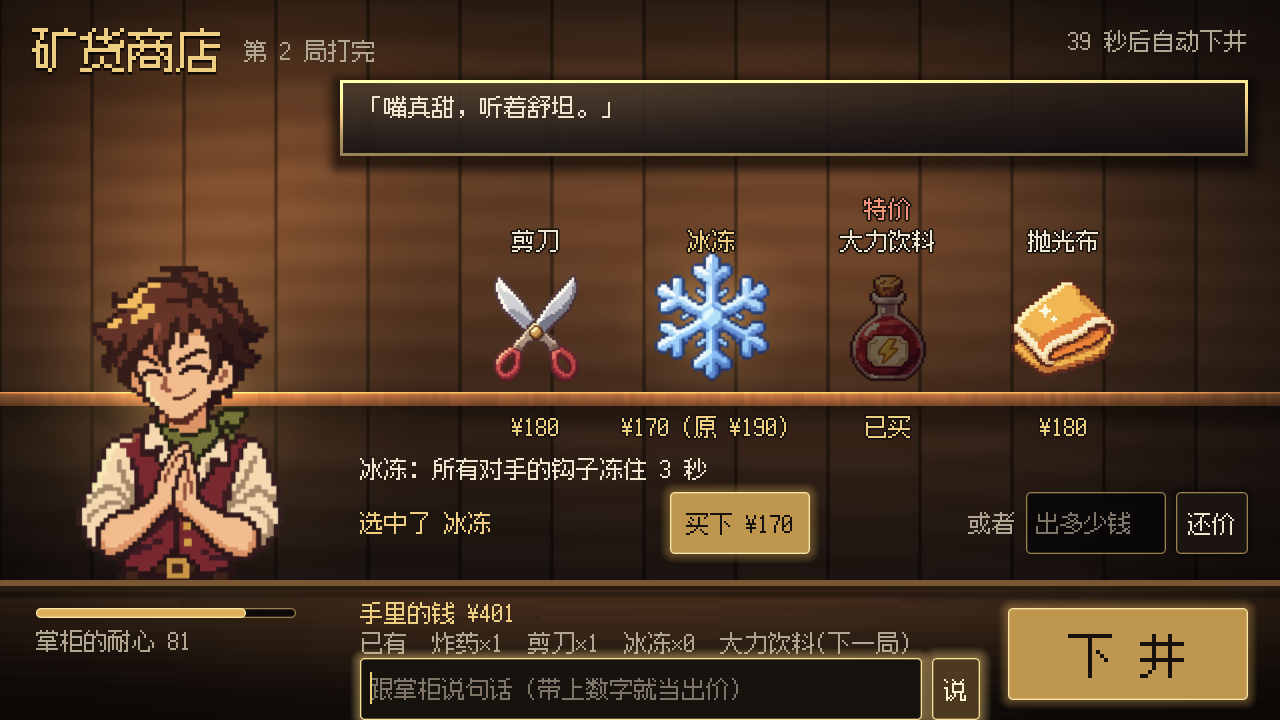 矿货商店 第 2 局打完
39 秒后自动下井
「嘴真甜，听着舒坦。」
特价
剪刀 冰冻 大力饮料 抛光布
¥180 ¥170 (原 ¥190) 已买 ¥180
冰冻：所有对手的钩子冻住 3 秒
选中了 冰冻 买下 ¥170 或者 出多少钱 还价
手里的钱 ¥401
掌柜的耐心 81
已有 炸药×1 剪刀×1 冰冻×0 大力饮料(下一局)
下井
跟掌柜说句话（带上数字就当出价） 说